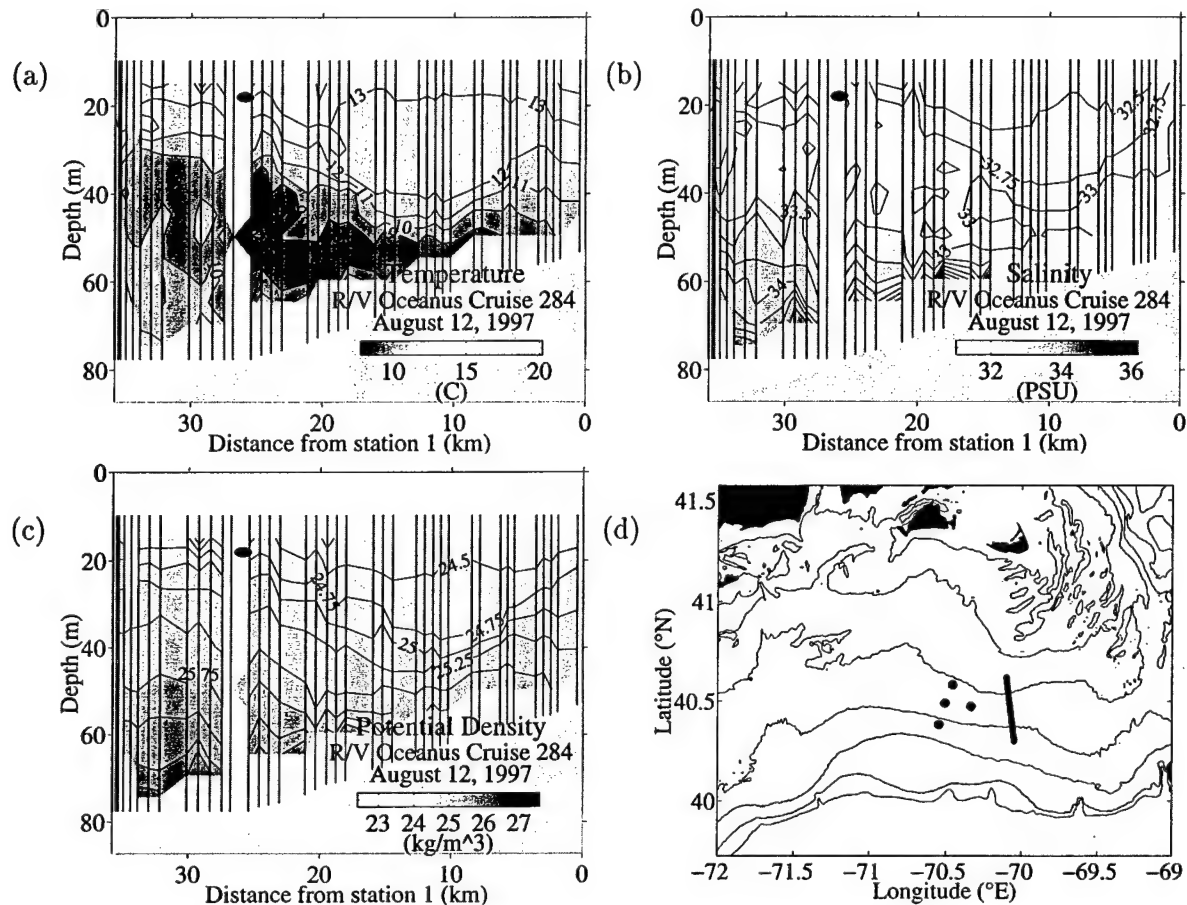 (a)
0
20
40
60
80
Depth (m)
13
13
12
11
12
11
10
Temperature
R/V Oceanus Cruise 284
August 12, 1997
10 15 20
(C)
30 20 10 0
Distance from station 1 (km)
(b)
0
20
40
60
80
Depth (m)
32.5
32.75
32.75
33
33
33
33.5
34
Salinity
R/V Oceanus Cruise 284
August 12, 1997
32 34 36
(PSU)
30 20 10 0
Distance from station 1 (km)
(c)
0
20
40
60
80
Depth (m)
24.5
24.75
24.75
25
25.25
25.75
Potential Density
R/V Oceanus Cruise 284
August 12, 1997
23 24 25 26 27
(kg/m^3)
30 20 10 0
Distance from station 1 (km)
(d)
41.5
41
40.5
40
Latitude (°N)
−72 −71.5 −71 −70.5 −70 −69.5 −69
Longitude (°E)